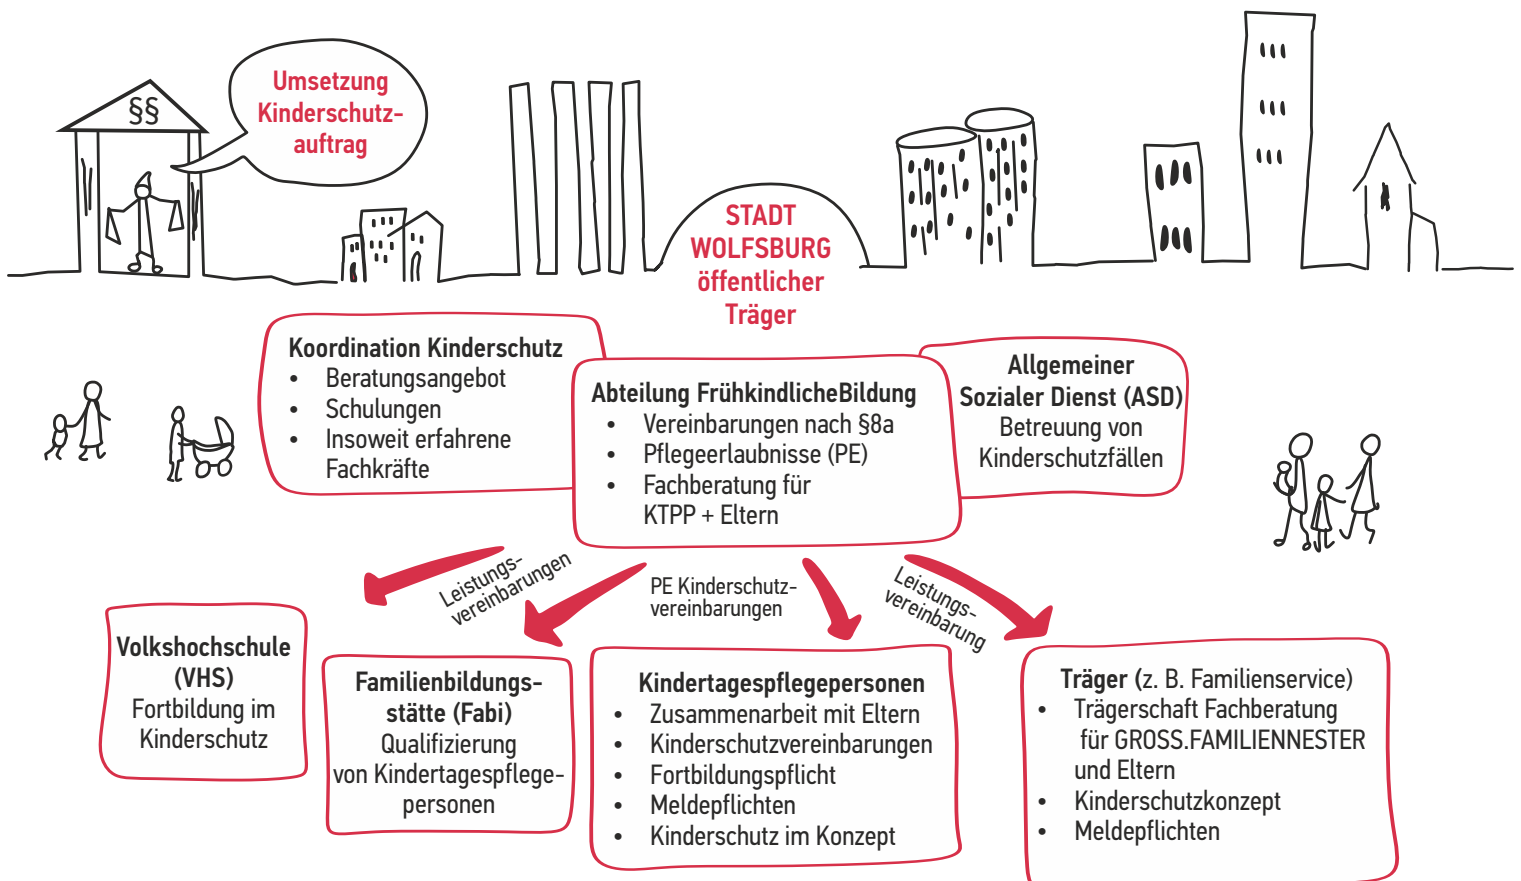 §§
Umsetzung
Kinderschutz-
auftrag
STADT
WOLFSBURG
öffentlicher
Träger
Koordination Kinderschutz
• Beratungsangebot
• Schulungen
• Insoweit erfahrene
Fachkräfte
Abteilung FrühkindlicheBildung
• Vereinbarungen nach §8a
• Pflegeerlaubnisse (PE)
• Fachberatung für
KTPP + Eltern
Allgemeiner
Sozialer Dienst (ASD)
Betreuung von
Kinderschutzfällen
Leistungs-
vereinbarungen
PE Kinderschutz-
vereinbarungen
Leistungs-
vereinbarung
Volkshochschule
(VHS)
Fortbildung im
Kinderschutz
Familienbildungs-
stätte (Fabi)
Qualifizierung
von Kindertagespflege-
personen
Kindertagespflegepersonen
• Zusammenarbeit mit Eltern
• Kinderschutzvereinbarungen
• Fortbildungspflicht
• Meldepflichten
• Kinderschutz im Konzept
Träger (z. B. Familienservice)
• Trägerschaft Fachberatung
für GROSS.FAMILIENNESTER
und Eltern
• Kinderschutzkonzept
• Meldepflichten